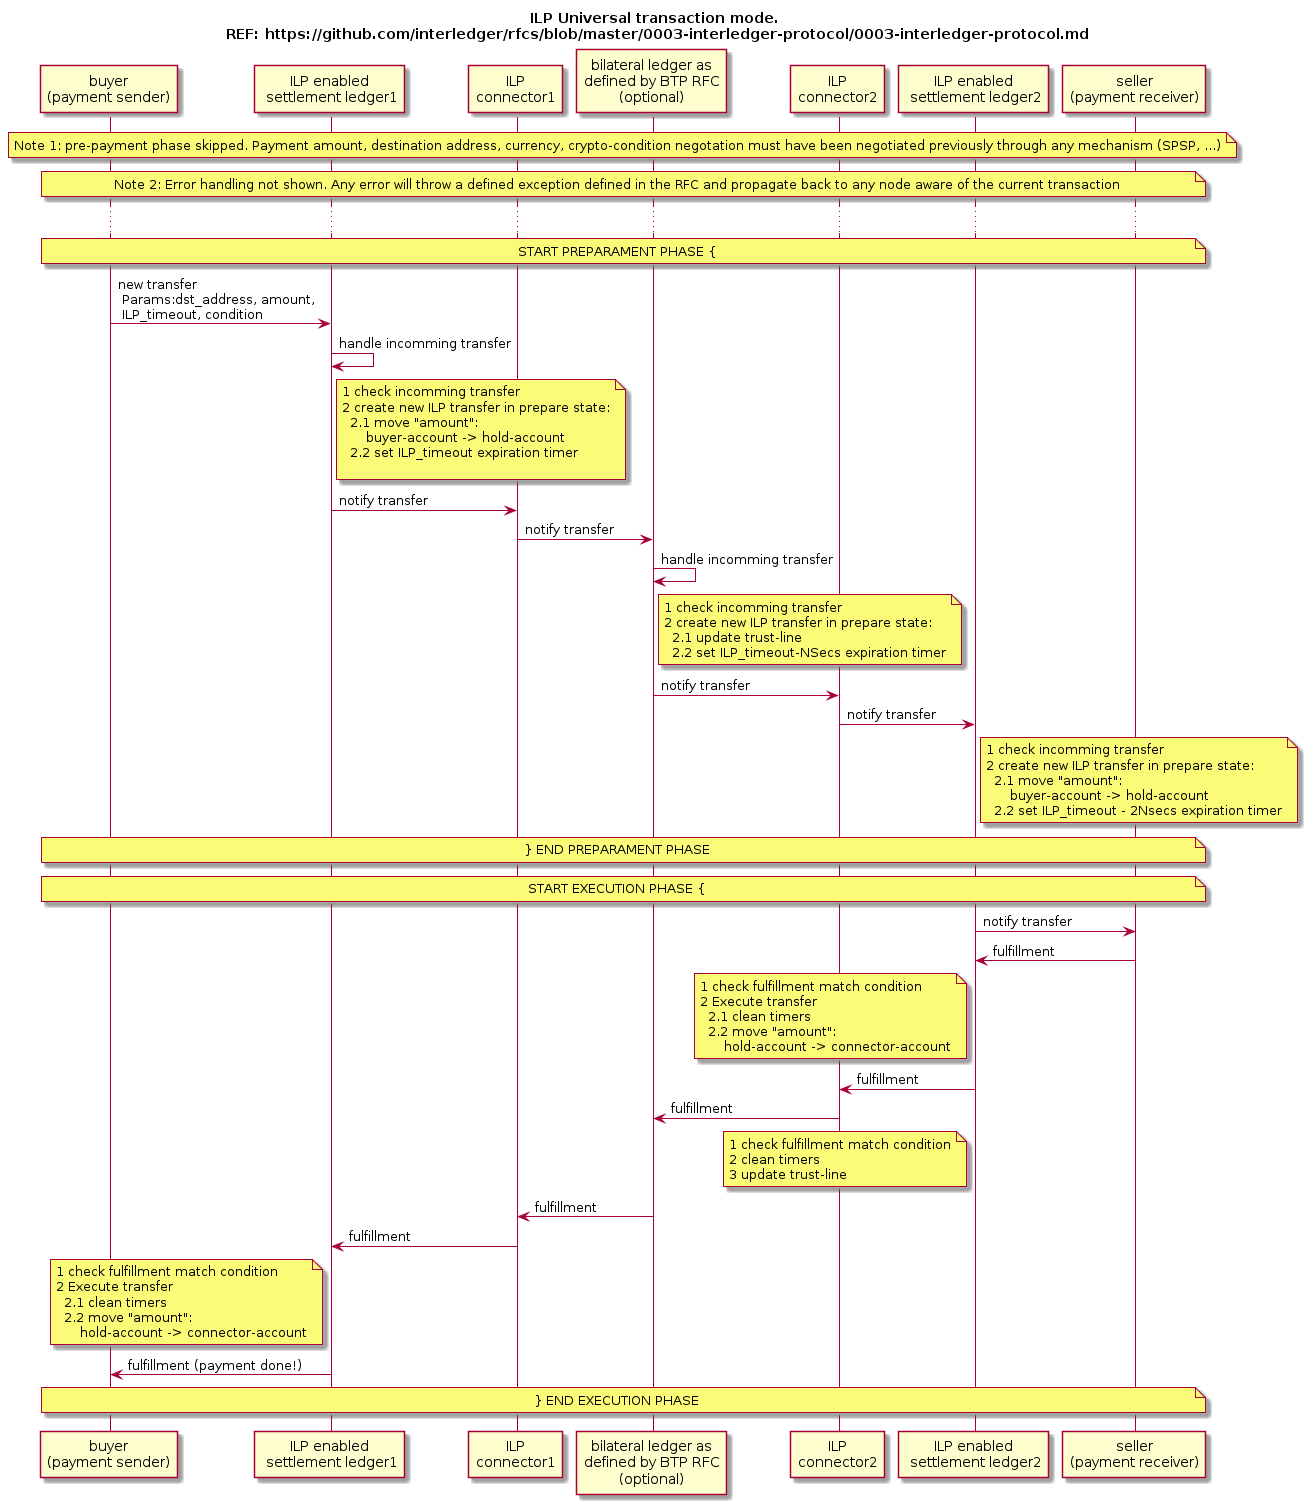 ILP Universal transaction mode.
REF: https://github.com/interledger/rfcs/blob/master/0003-interledger-protocol/0003-interledger-protocol.md
buyer
(payment sender)
ILP enabled
settlement ledger1
ILP
connector1
bilateral ledger as
defined by BTP RFC
(optional)
ILP
connector2
ILP enabled
settlement ledger2
seller
(payment receiver)
Note 1: pre-payment phase skipped. Payment amount, destination address, currency, crypto-condition negotation must have been negotiated previously through any mechanism (SPSP, ...)
Note 2: Error handling not shown. Any error will throw a defined exception defined in the RFC and propagate back to any node aware of the current transaction
START PREPARAMENT PHASE {
new transfer
Params:dst_address, amount,
ILP_timeout, condition
handle incomming transfer
1 check incomming transfer
2 create new ILP transfer in prepare state:
2.1 move "amount":
buyer-account -> hold-account
2.2 set ILP_timeout expiration timer
notify transfer
notify transfer
handle incomming transfer
1 check incomming transfer
2 create new ILP transfer in prepare state:
2.1 update trust-line
2.2 set ILP_timeout-NSecs expiration timer
notify transfer
notify transfer
1 check incomming transfer
2 create new ILP transfer in prepare state:
2.1 move "amount":
buyer-account -> hold-account
2.2 set ILP_timeout - 2Nsecs expiration timer
} END PREPARAMENT PHASE
START EXECUTION PHASE {
notify transfer
fulfillment
1 check fulfillment match condition
2 Execute transfer
2.1 clean timers
2.2 move "amount":
hold-account -> connector-account
fulfillment
fulfillment
1 check fulfillment match condition
2 clean timers
3 update trust-line
fulfillment
fulfillment
1 check fulfillment match condition
2 Execute transfer
2.1 clean timers
2.2 move "amount":
hold-account -> connector-account
fulfillment (payment done!)
} END EXECUTION PHASE
buyer
(payment sender)
ILP enabled
settlement ledger1
ILP
connector1
bilateral ledger as
defined by BTP RFC
(optional)
ILP
connector2
ILP enabled
settlement ledger2
seller
(payment receiver)